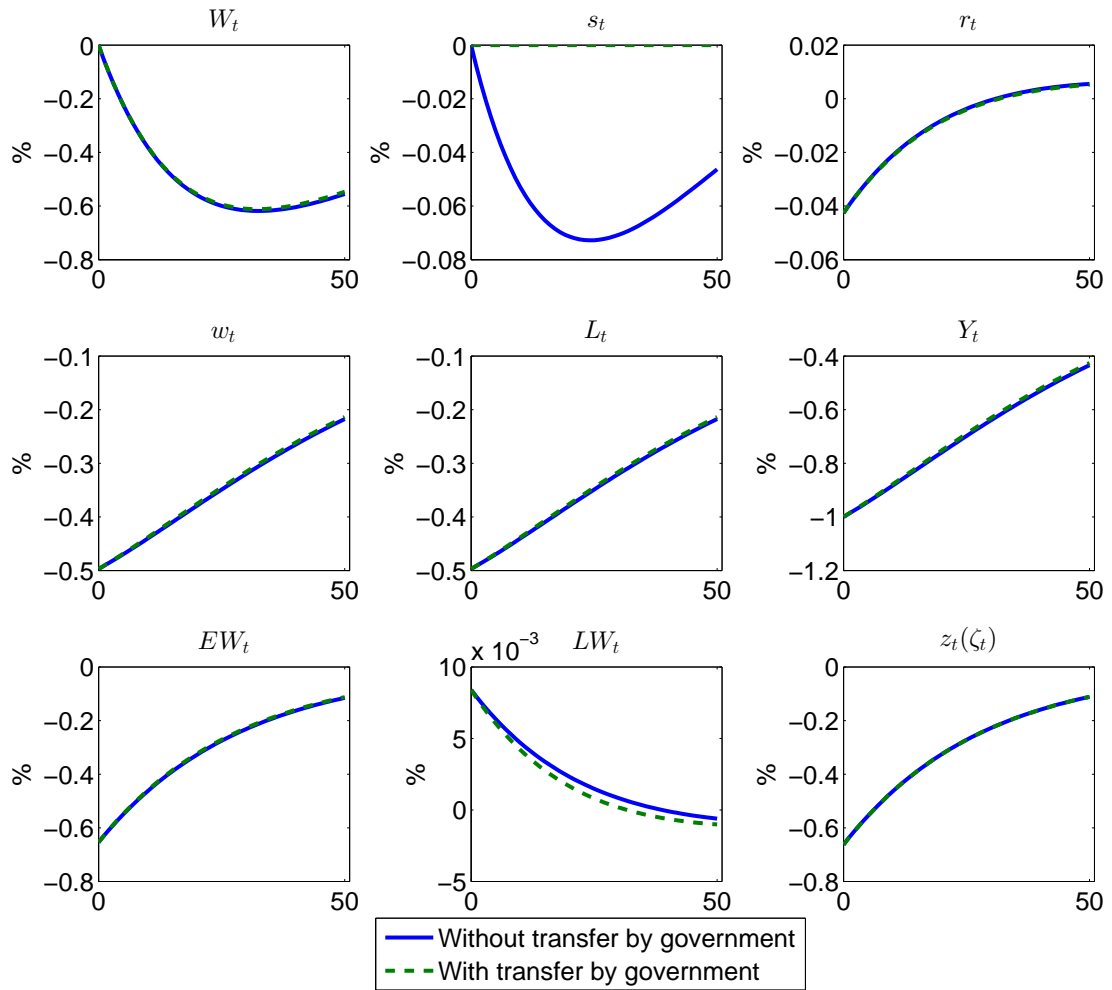 W_t s_t r_t
0 0 0.02
−0.2 −0.02 0
−0.4 −0.04 −0.02
−0.6 −0.06 −0.04
−0.8 −0.08 −0.06
% % %
0 50 0 50 0 50
w_t L_t Y_t
−0.1 −0.1 −0.4
−0.2 −0.2 −0.6
−0.3 −0.3 −0.8
−0.4 −0.4 −1
−0.5 −0.5 −1.2
% % %
0 50 0 50 0 50
EW_t x 10^−3 LW_t z_t(ζ_t)
0 10 0
−0.2 5 −0.2
−0.4 0 −0.4
−0.6 −5 −0.6
−0.8 −0.8
% % %
0 50 0 50 0 50
Without transfer by government
With transfer by government